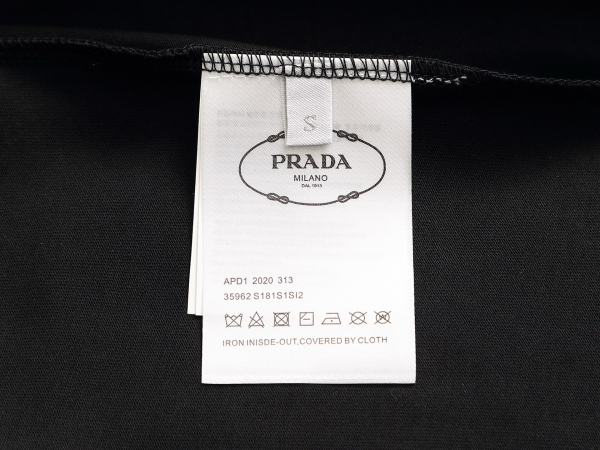 S
PRADA
MILANO
DAL 1913
APD1 2020 313
35962 S181S1SI2
IRON INISDE-OUT,COVERED BY CLOTH